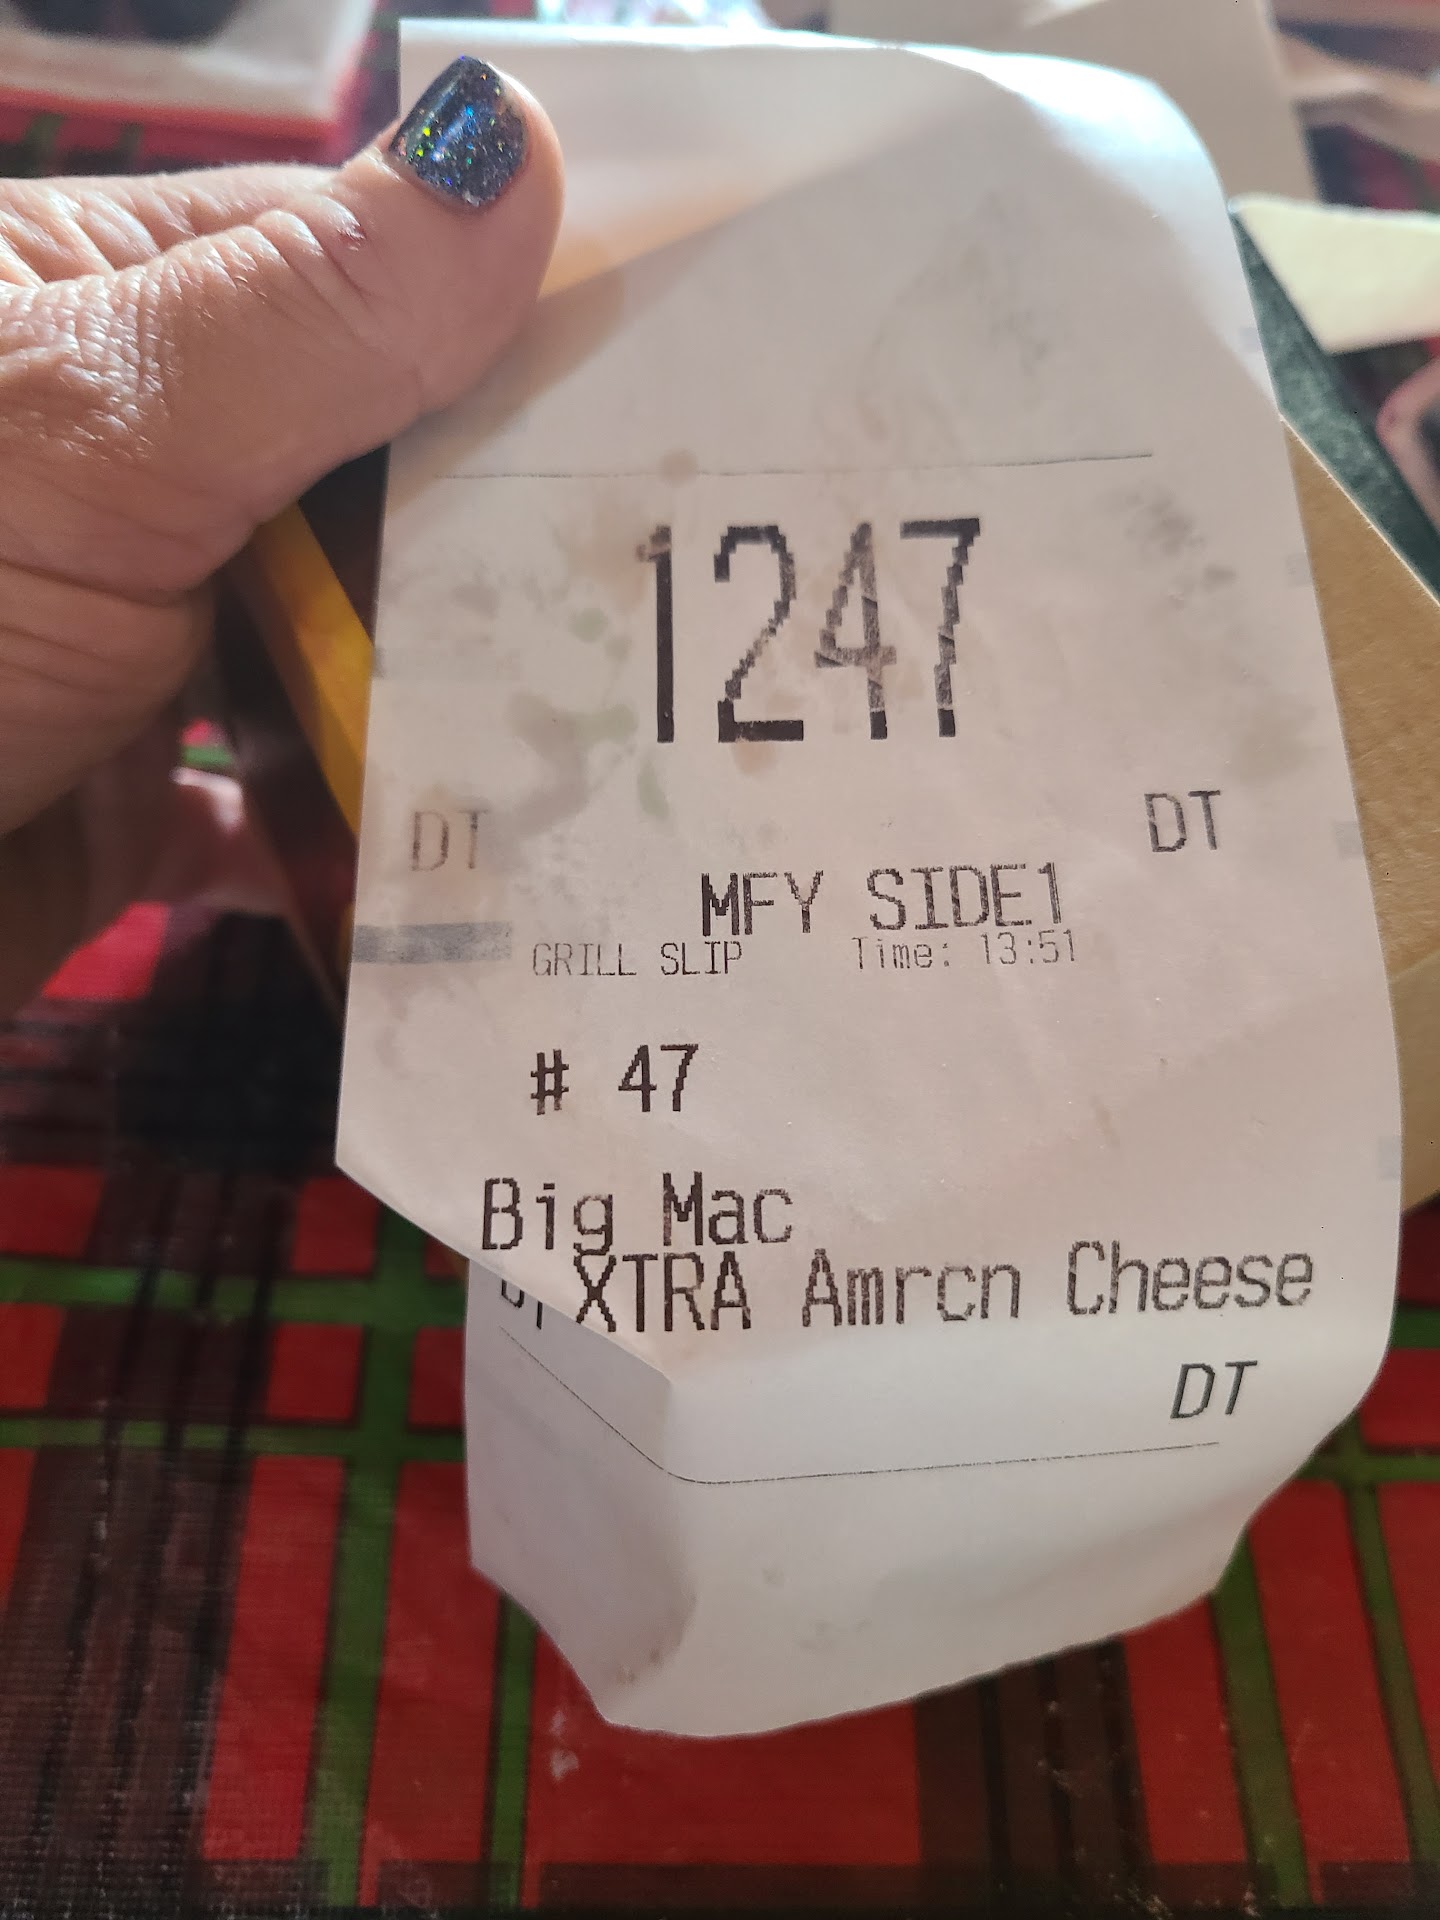 1247
DT DT
MFY SIDE1
GRILL SLIP Time: 13:51
# 47
Big Mac
XTRA Amrcn Cheese
DT